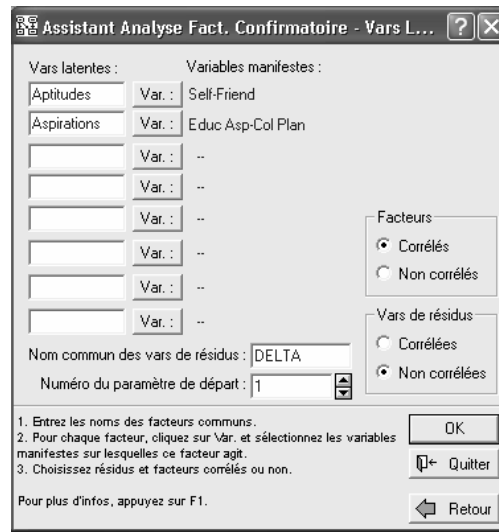 Assistant Analyse Fact. Confirmatoire - Vars L...
Vars latentes :
Variables manifestes :
Aptitudes
Var. :
Self-Friend
Aspirations
Var. :
Educ Asp-Col Plan
Var. :
--
Var. :
--
Var. :
--
Var. :
--
Var. :
--
Var. :
--
Facteurs
Corrélés
Non corrélés
Vars de résidus
Corrélées
Non corrélées
Nom commun des vars de résidus :
DELTA
Numéro du paramètre de départ :
1
1. Entrez les noms des facteurs communs.
2. Pour chaque facteur, cliquez sur Var. et sélectionnez les variables
manifestes sur lesquelles ce facteur agit.
3. Choisissez résidus et facteurs corrélés ou non.
Pour plus d'infos, appuyez sur F1.
OK
Quitter
Retour